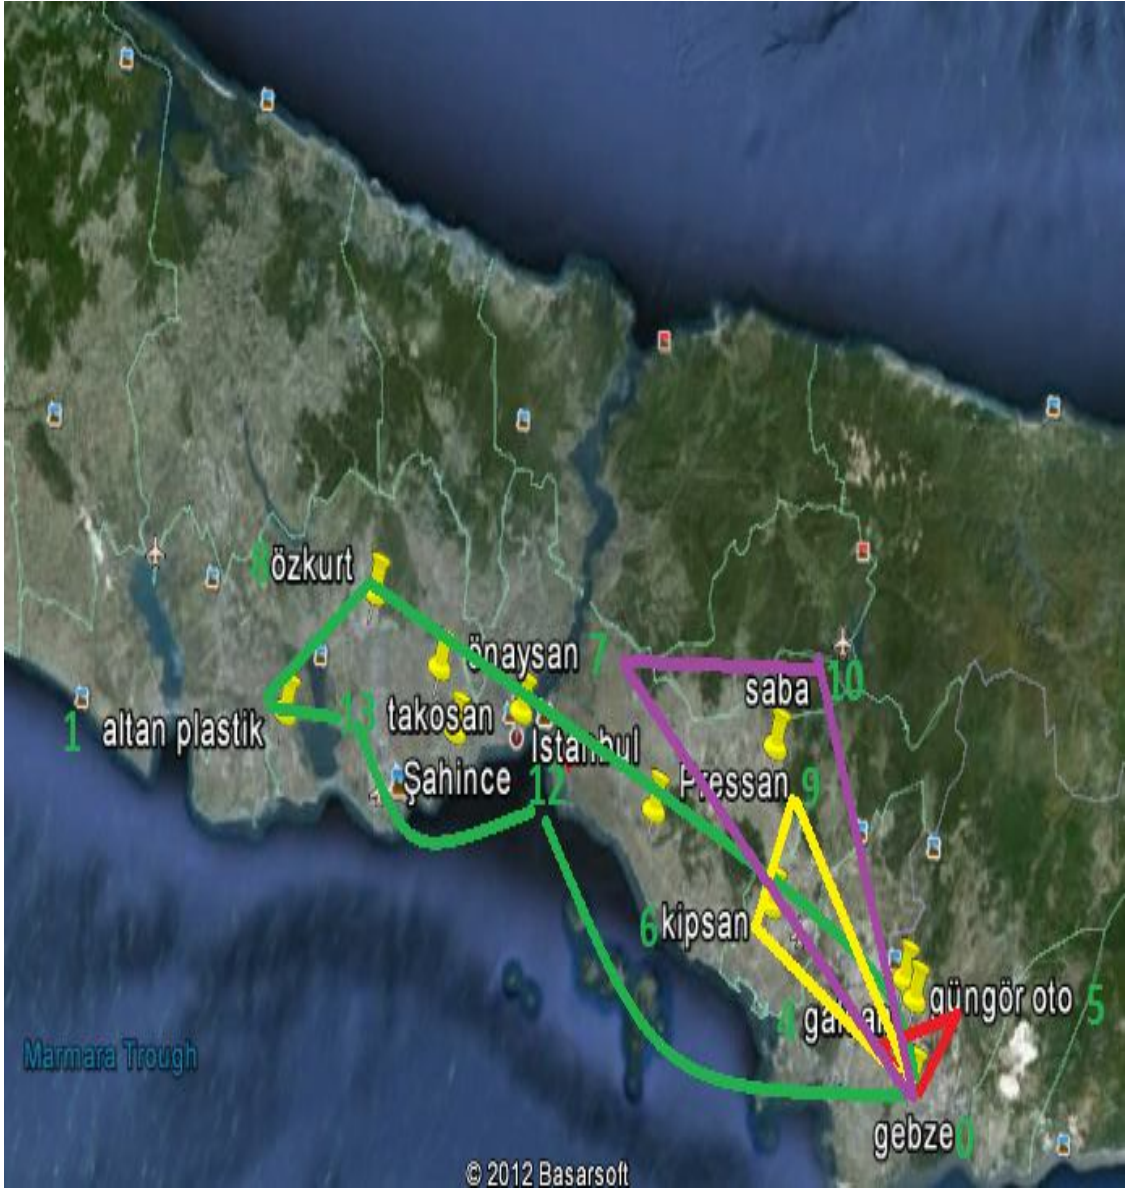 8 özkurt
önaysan 7
10
saba
1 altan plastik
13 takosan
İstanbul
Şahince
12
Pressan 9
6 kipsan
güngör oto 5
4
Marmara Trough
gebze 0
© 2012 Basarsoft